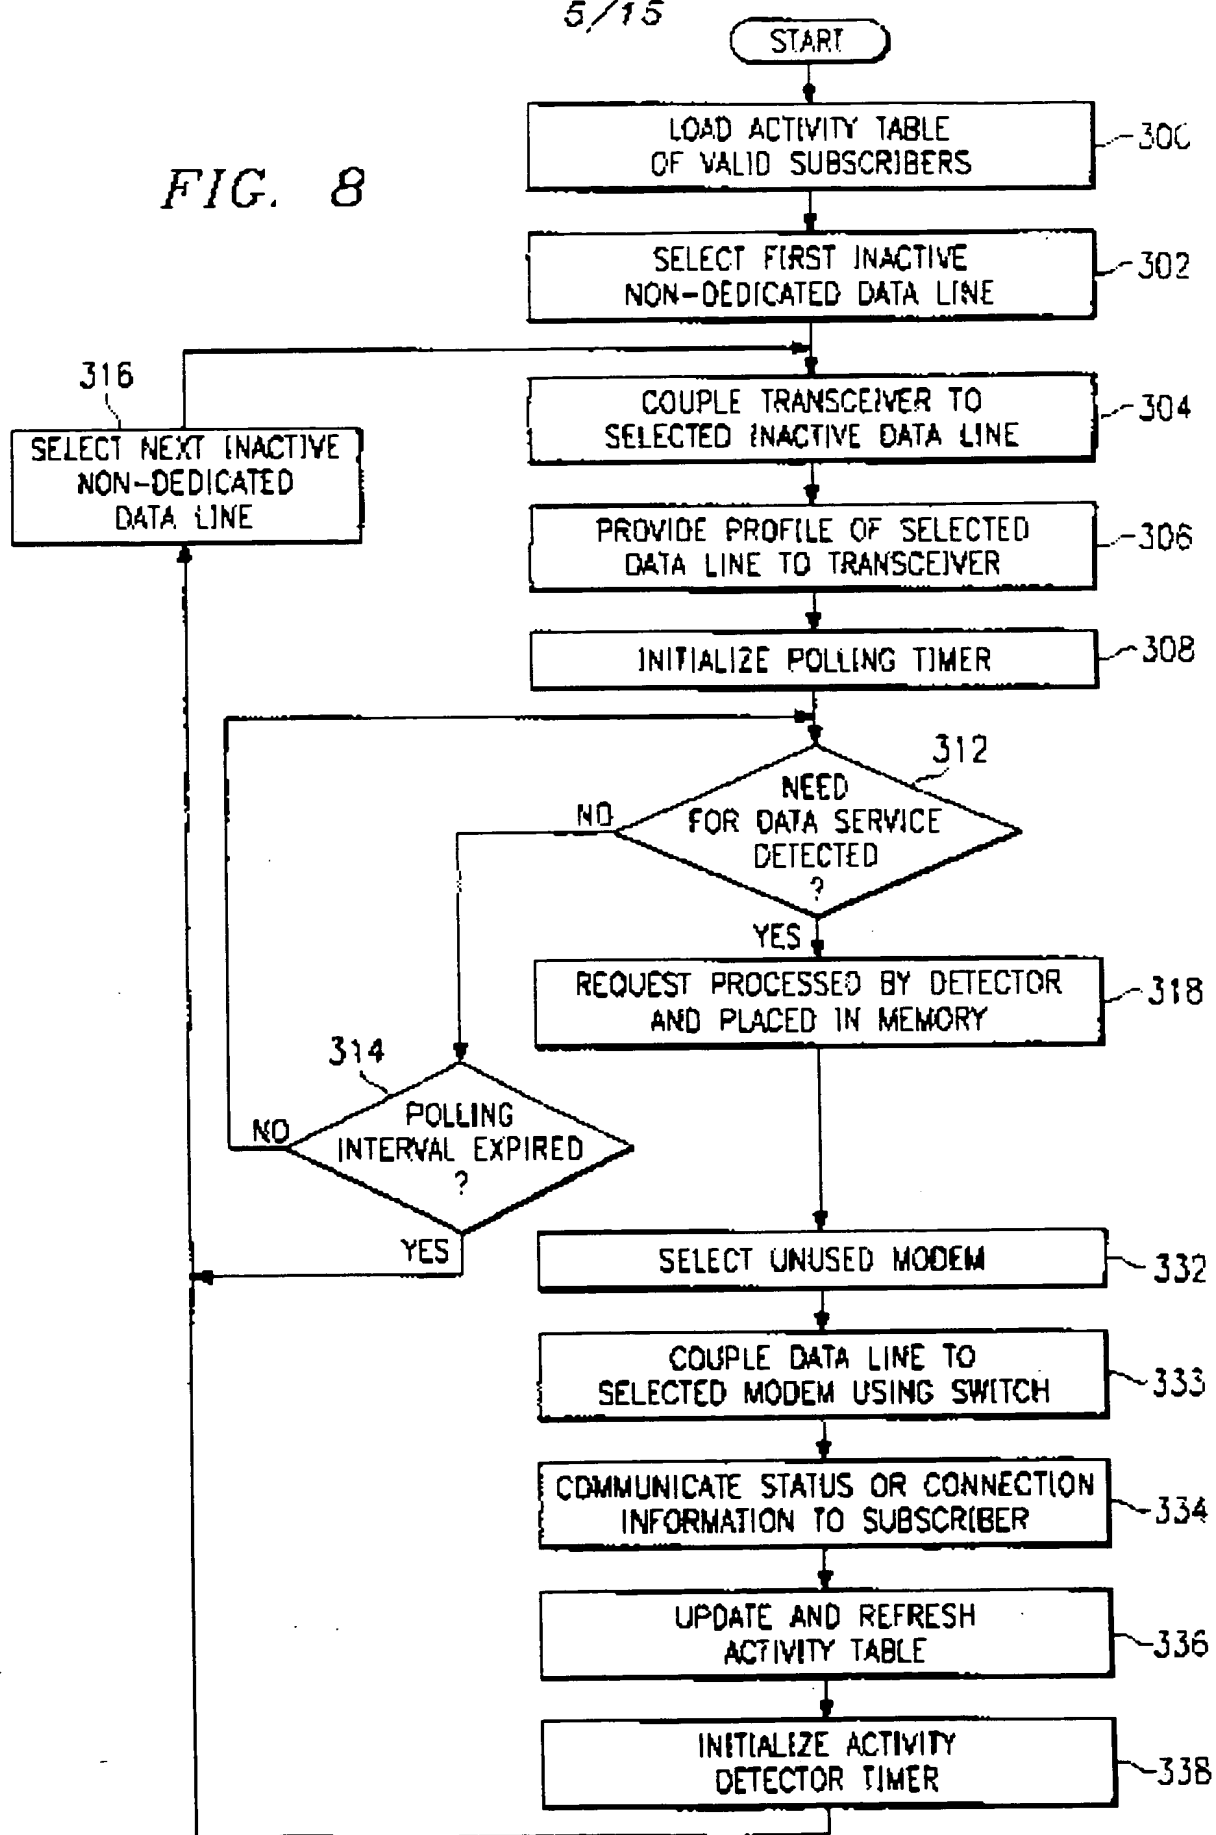 5/15
START
LOAD ACTIVITY TABLE
OF VALID SUBSCRIBERS
300
FIG. 8
SELECT FIRST INACTIVE
NON-DEDICATED DATA LINE
302
316
SELECT NEXT INACTIVE
NON-DEDICATED
DATA LINE
COUPLE TRANSCEIVER TO
SELECTED INACTIVE DATA LINE
304
PROVIDE PROFILE OF SELECTED
DATA LINE TO TRANSCEIVER
306
INITIALIZE POLLING TIMER
308
312
NEED
FOR DATA SERVICE
DETECTED
?
NO
YES
REQUEST PROCESSED BY DETECTOR
AND PLACED IN MEMORY
318
314
POLLING
INTERVAL EXPIRED
?
NO
YES
SELECT UNUSED MODEM
332
COUPLE DATA LINE TO
SELECTED MODEM USING SWITCH
333
COMMUNICATE STATUS OR CONNECTION
INFORMATION TO SUBSCRIBER
334
UPDATE AND REFRESH
ACTIVITY TABLE
336
INITIALIZE ACTIVITY
DETECTOR TIMER
338